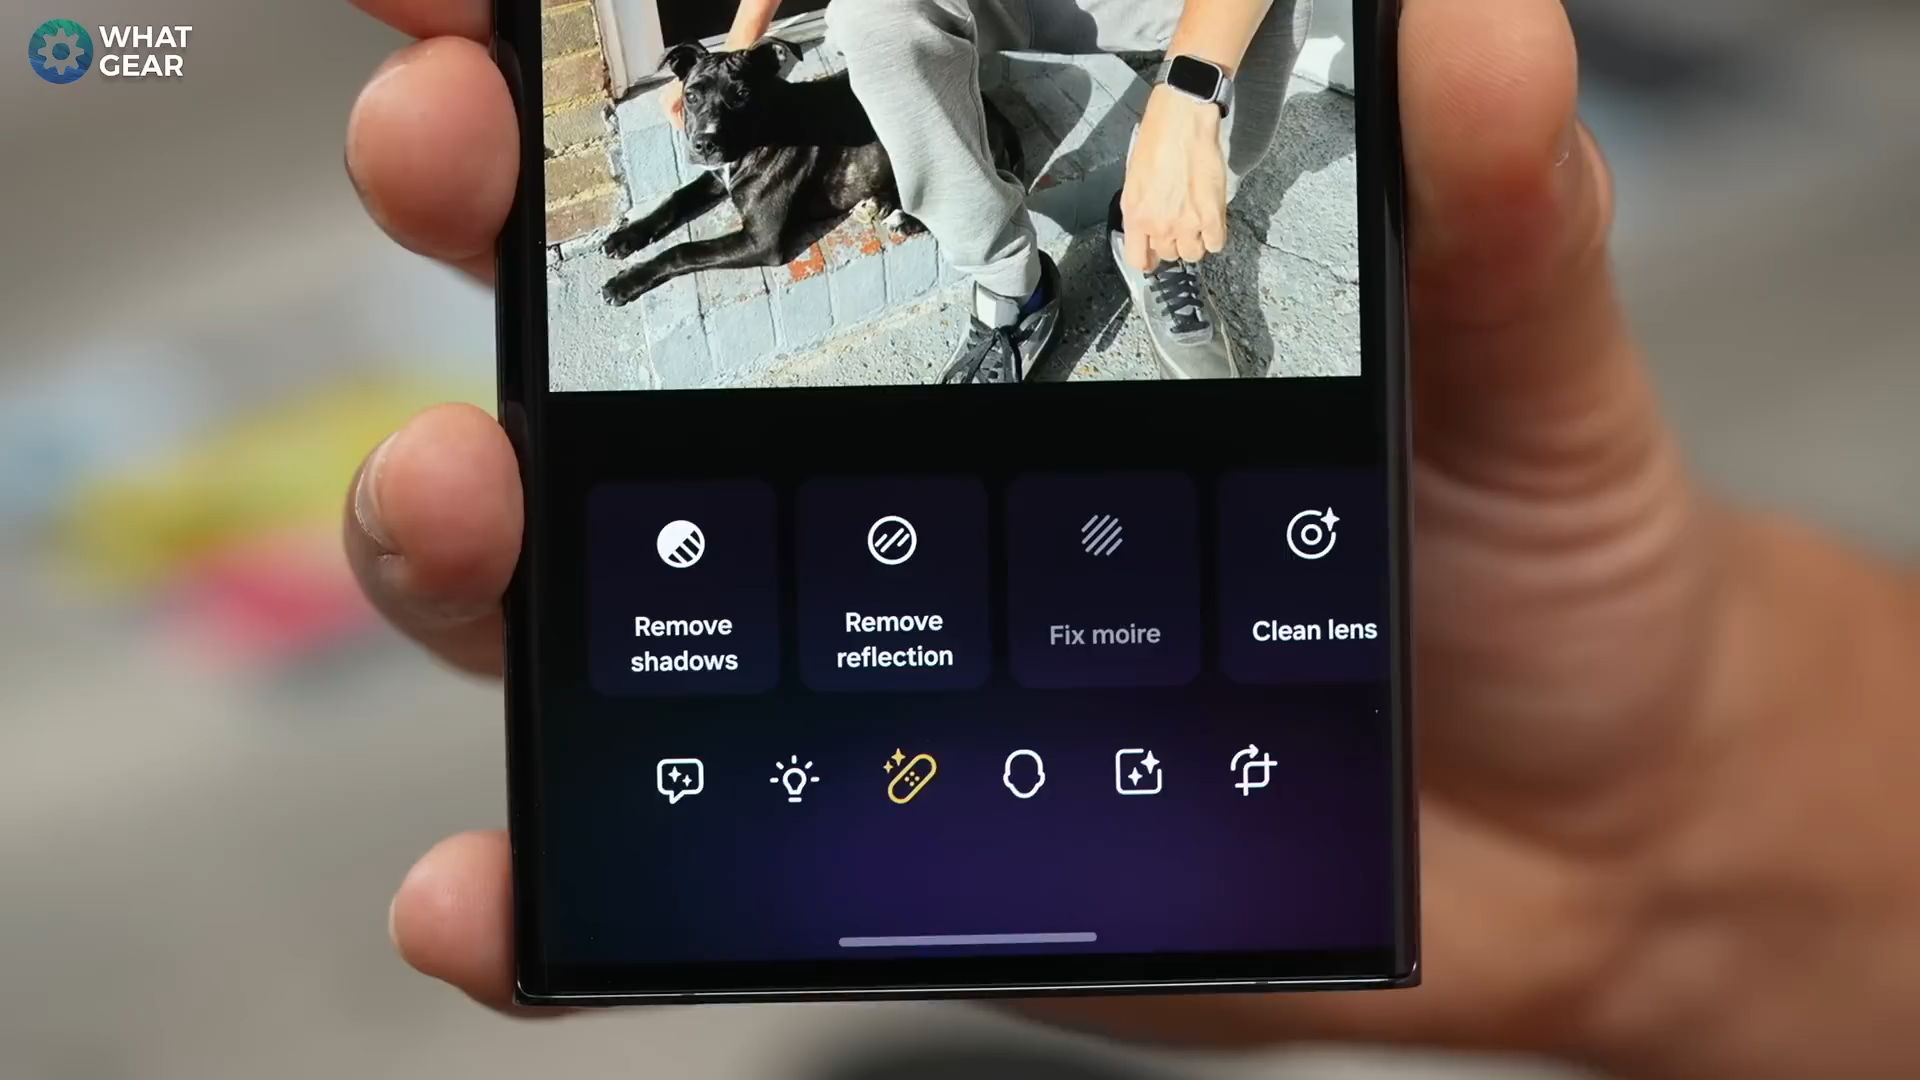 WHAT
GEAR
Remove
shadows
Remove
reflection
Fix moire
Clean lens